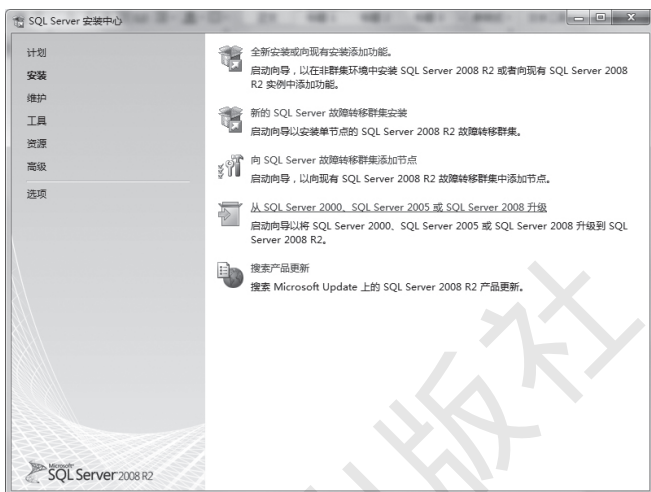 SQL Server 安装中心
计划
安装
维护
工具
资源
高级
选项
全新安装或向现有安装添加功能。
启动向导，以在非群集环境中安装 SQL Server 2008 R2 或者向现有 SQL Server 2008
R2 实例中添加功能。
新的 SQL Server 故障转移群集安装
启动向导以安装单节点的 SQL Server 2008 R2 故障转移群集。
向 SQL Server 故障转移群集添加节点
启动向导，以向现有 SQL Server 2008 R2 故障转移群集中添加节点。
从 SQL Server 2000、SQL Server 2005 或 SQL Server 2008 升级
启动向导以将 SQL Server 2000、SQL Server 2005 或 SQL Server 2008 升级到 SQL
Server 2008 R2。
搜索产品更新
搜索 Microsoft Update 上的 SQL Server 2008 R2 产品更新。
Microsoft
SQL Server 2008 R2
版社